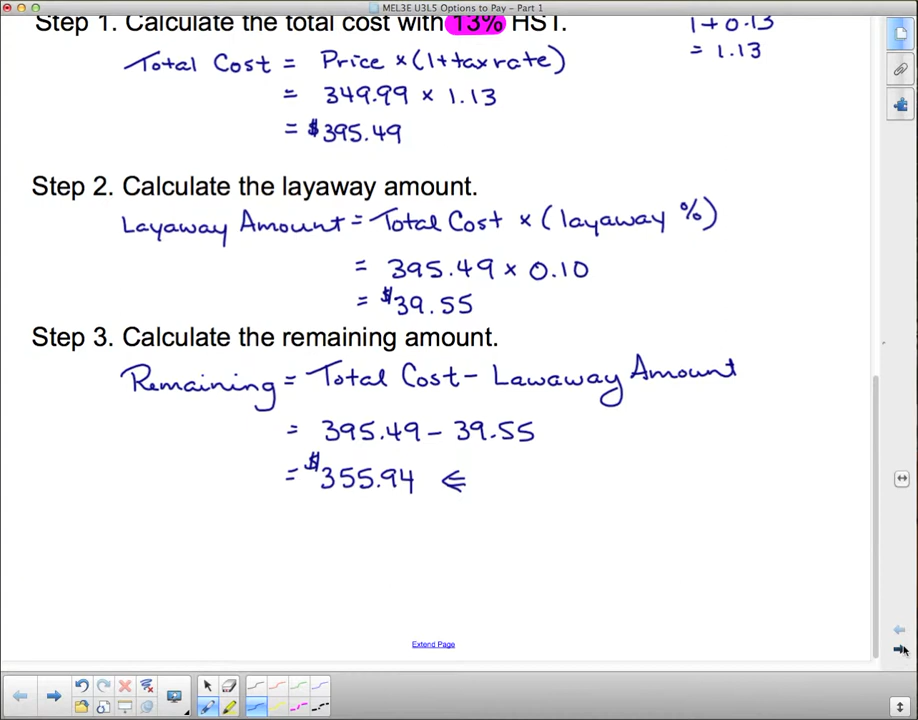 MEL3E U3L5 Options to Pay – Part 1
Step 1. Calculate the total cost with 13% HST.
1 + 0.13
= 1.13
Total Cost = Price × (1 + tax rate)
= 349.99 × 1.13
= $395.49
Step 2. Calculate the layaway amount.
Layaway Amount = Total Cost × (layaway %)
= 395.49 × 0.10
= $39.55
Step 3. Calculate the remaining amount.
Remaining = Total Cost – Lawaway Amount
= 395.49 – 39.55
= $355.94 ⇐
Extend Page